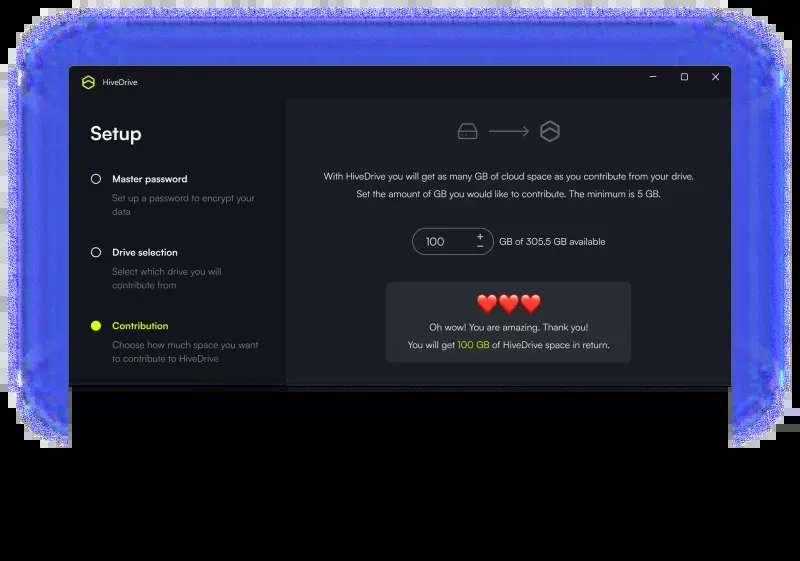 HiveDrive
Setup
Master password
Set up a password to encrypt your
data
Drive selection
Select which drive you will
contribute from
Contribution
Choose how much space you want
to contribute to HiveDrive
With HiveDrive you will get as many GB of cloud space as you contribute from your drive.
Set the amount of GB you would like to contribute. The minimum is 5 GB.
100 GB of 305,5 GB available
Oh wow! You are amazing. Thank you!
You will get 100 GB of HiveDrive space in return.